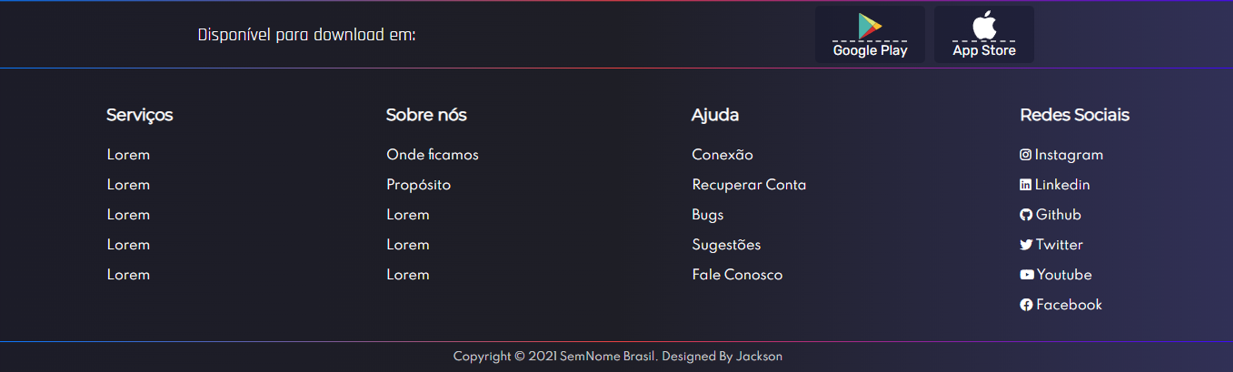 Disponível para download em:
Google Play
App Store
Serviços
Lorem
Lorem
Lorem
Lorem
Lorem
Sobre nós
Onde ficamos
Propósito
Lorem
Lorem
Lorem
Ajuda
Conexão
Recuperar Conta
Bugs
Sugestões
Fale Conosco
Redes Sociais
Instagram
Linkedin
Github
Twitter
Youtube
Facebook
Copyright © 2021 SemNome Brasil. Designed By Jackson